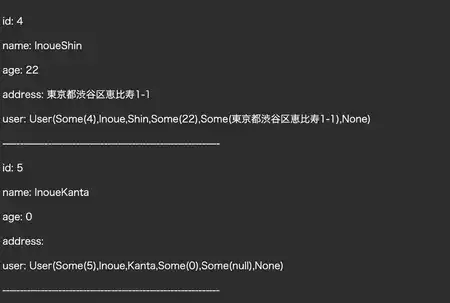 id: 4
name: InoueShin
age: 22
address: 東京都渋谷区恵比寿1-1
user: User(Some(4),Inoue,Shin,Some(22),Some(東京都渋谷区恵比寿1-1),None)
--------------------------------------------------------
id: 5
name: InoueKanta
age: 0
address:
user: User(Some(5),Inoue,Kanta,Some(0),Some(null),None)
--------------------------------------------------------